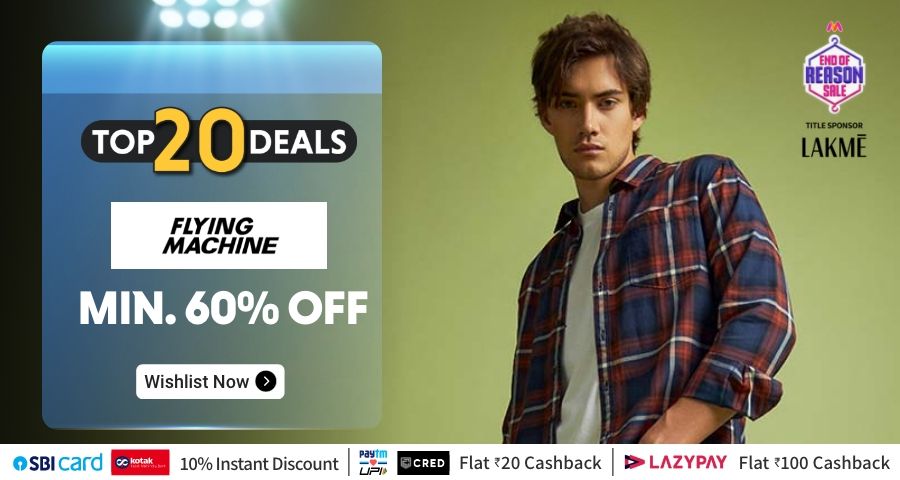 TOP 20 DEALS
FLYING
MACHINE
MIN. 60% OFF
Wishlist Now
END OF
REASON
SALE
TITLE SPONSOR
LAKMĒ
SBI card
kotak
10% Instant Discount
paytm
UPI
CRED
Flat ₹20 Cashback
LAZYPAY
Flat ₹100 Cashback